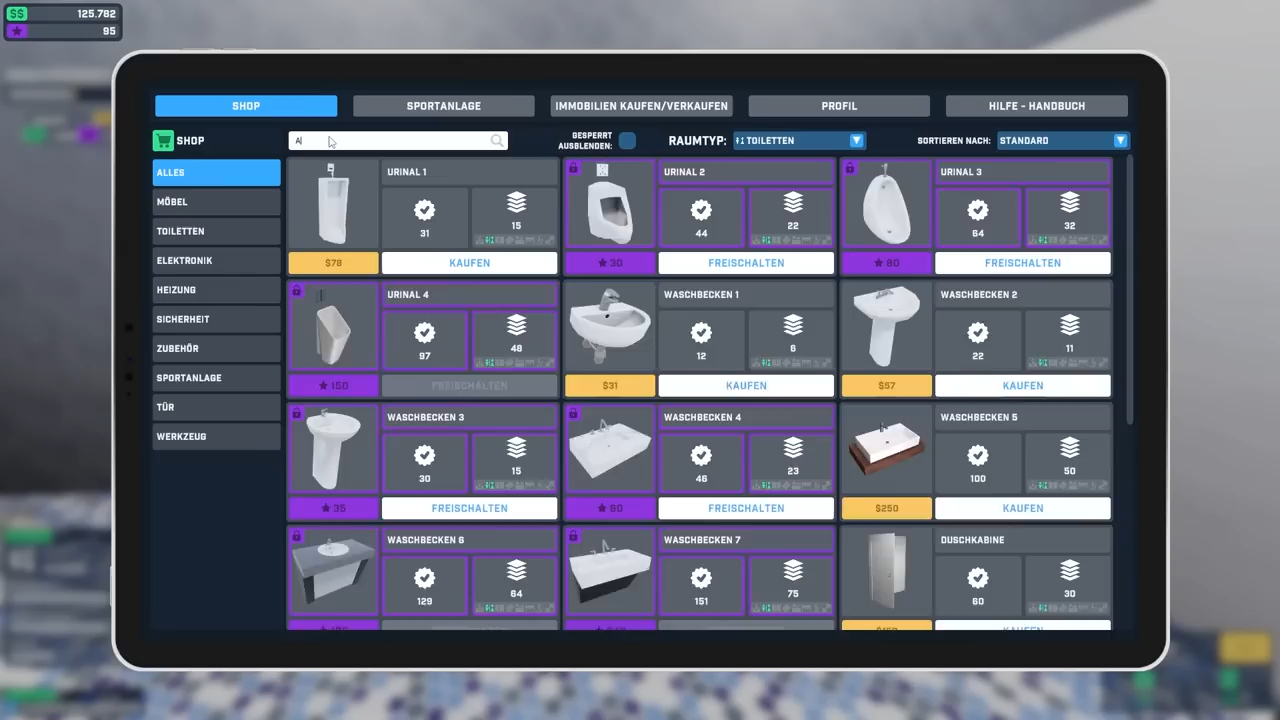 $$ 125.782
95
SHOP
SPORTANLAGE
IMMOBILIEN KAUFEN/VERKAUFEN
PROFIL
HILFE - HANDBUCH
SHOP
A
GESPERRT
AUSBLENDEN:
RAUMTYP:
TOILETTEN
SORTIEREN NACH:
STANDARD
ALLES
MÖBEL
TOILETTEN
ELEKTRONIK
HEIZUNG
SICHERHEIT
ZUBEHÖR
SPORTANLAGE
TÜR
WERKZEUG
URINAL 1
31
15
$78
KAUFEN
URINAL 2
44
22
30
FREISCHALTEN
URINAL 3
64
32
80
FREISCHALTEN
URINAL 4
97
48
150
FREISCHALTEN
WASCHBECKEN 1
12
6
$31
KAUFEN
WASCHBECKEN 2
22
11
$57
KAUFEN
WASCHBECKEN 3
30
15
35
FREISCHALTEN
WASCHBECKEN 4
46
23
60
FREISCHALTEN
WASCHBECKEN 5
100
50
$250
KAUFEN
WASCHBECKEN 6
129
64
WASCHBECKEN 7
151
75
DUSCHKABINE
60
30
KAUFEN